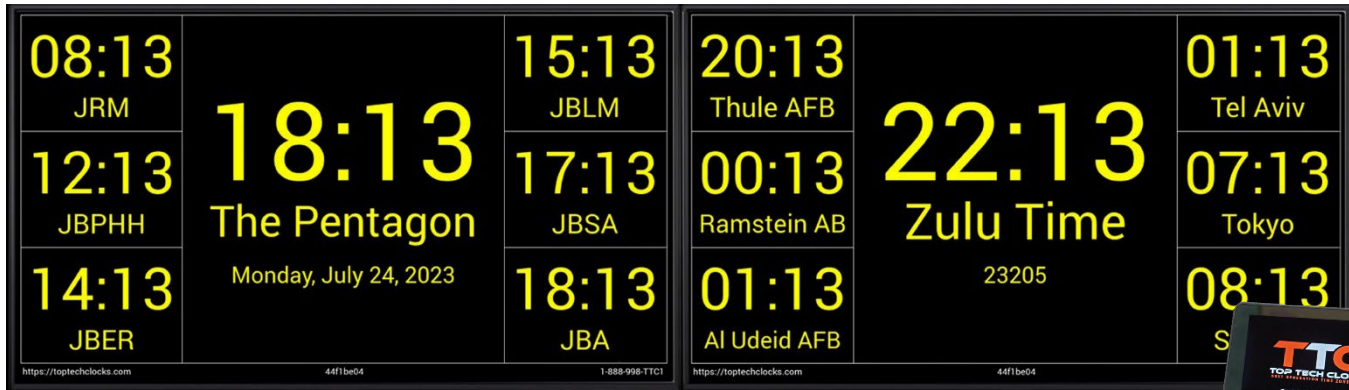 08:13
JRM
12:13
JBPHH
14:13
JBER
18:13
The Pentagon
Monday, July 24, 2023
15:13
JBLM
17:13
JBSA
18:13
JBA
https://toptechclocks.com
44f1be04
1-888-998-TTC1
20:13
Thule AFB
00:13
Ramstein AB
01:13
Al Udeid AFB
22:13
Zulu Time
23205
01:13
Tel Aviv
07:13
Tokyo
08:13
https://toptechclocks.com
44f1be04
TTC
TOP TECH CLO